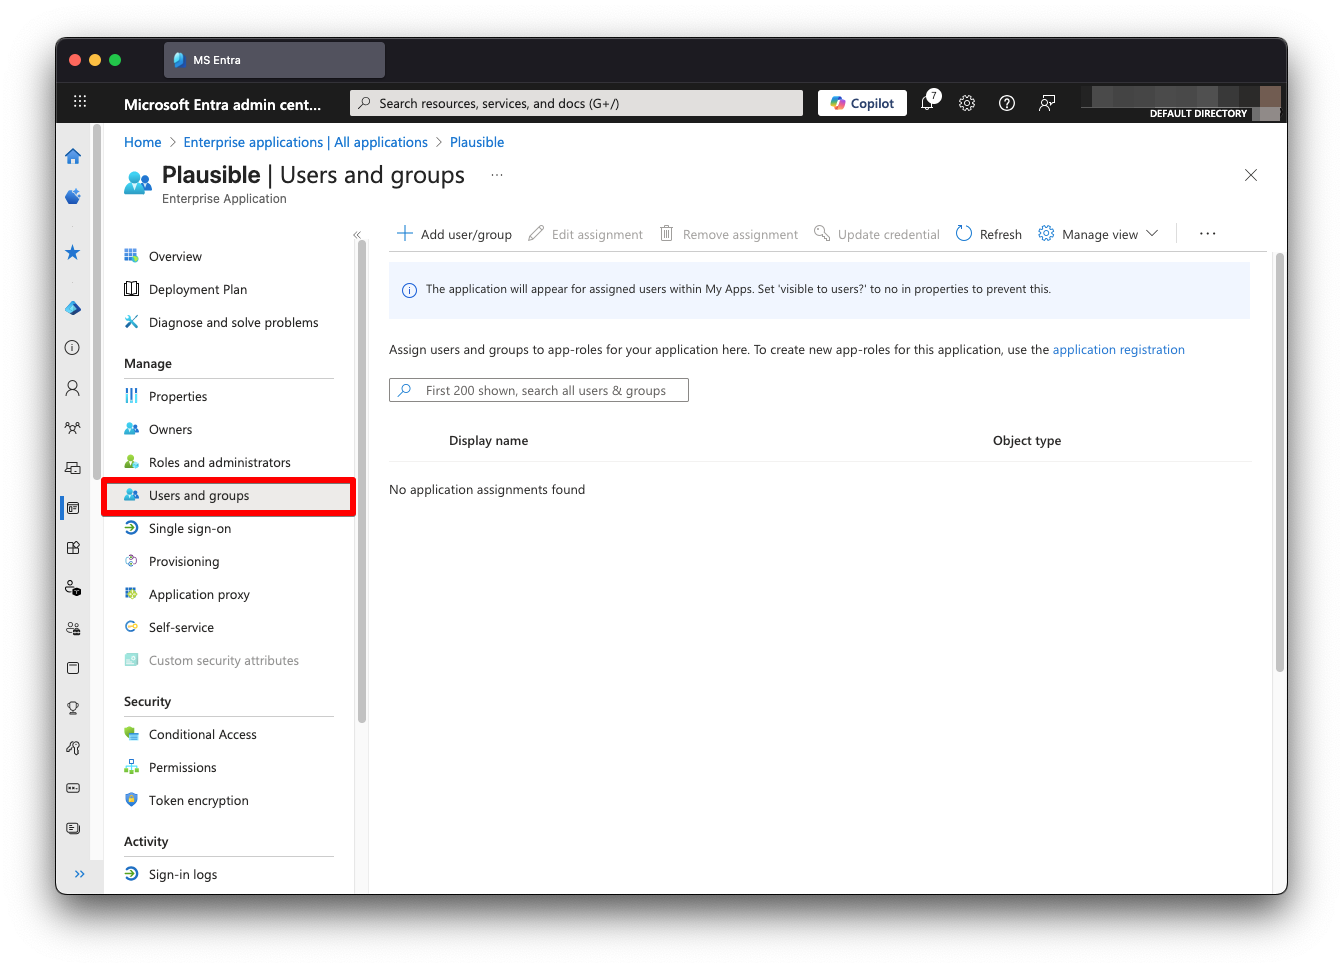 MS Entra
Microsoft Entra admin cent...
Search resources, services, and docs (G+/)
Copilot
7
DEFAULT DIRECTORY
Home > Enterprise applications | All applications > Plausible
Plausible | Users and groups ...
Enterprise Application
Overview
Deployment Plan
Diagnose and solve problems
Manage
Properties
Owners
Roles and administrators
Users and groups
Single sign-on
Provisioning
Application proxy
Self-service
Custom security attributes
Security
Conditional Access
Permissions
Token encryption
Activity
Sign-in logs
Add user/group Edit assignment Remove assignment Update credential Refresh Manage view ...
The application will appear for assigned users within My Apps. Set 'visible to users?' to no in properties to prevent this.
Assign users and groups to app-roles for your application here. To create new app-roles for this application, use the application registration
First 200 shown, search all users & groups
Display name Object type
No application assignments found